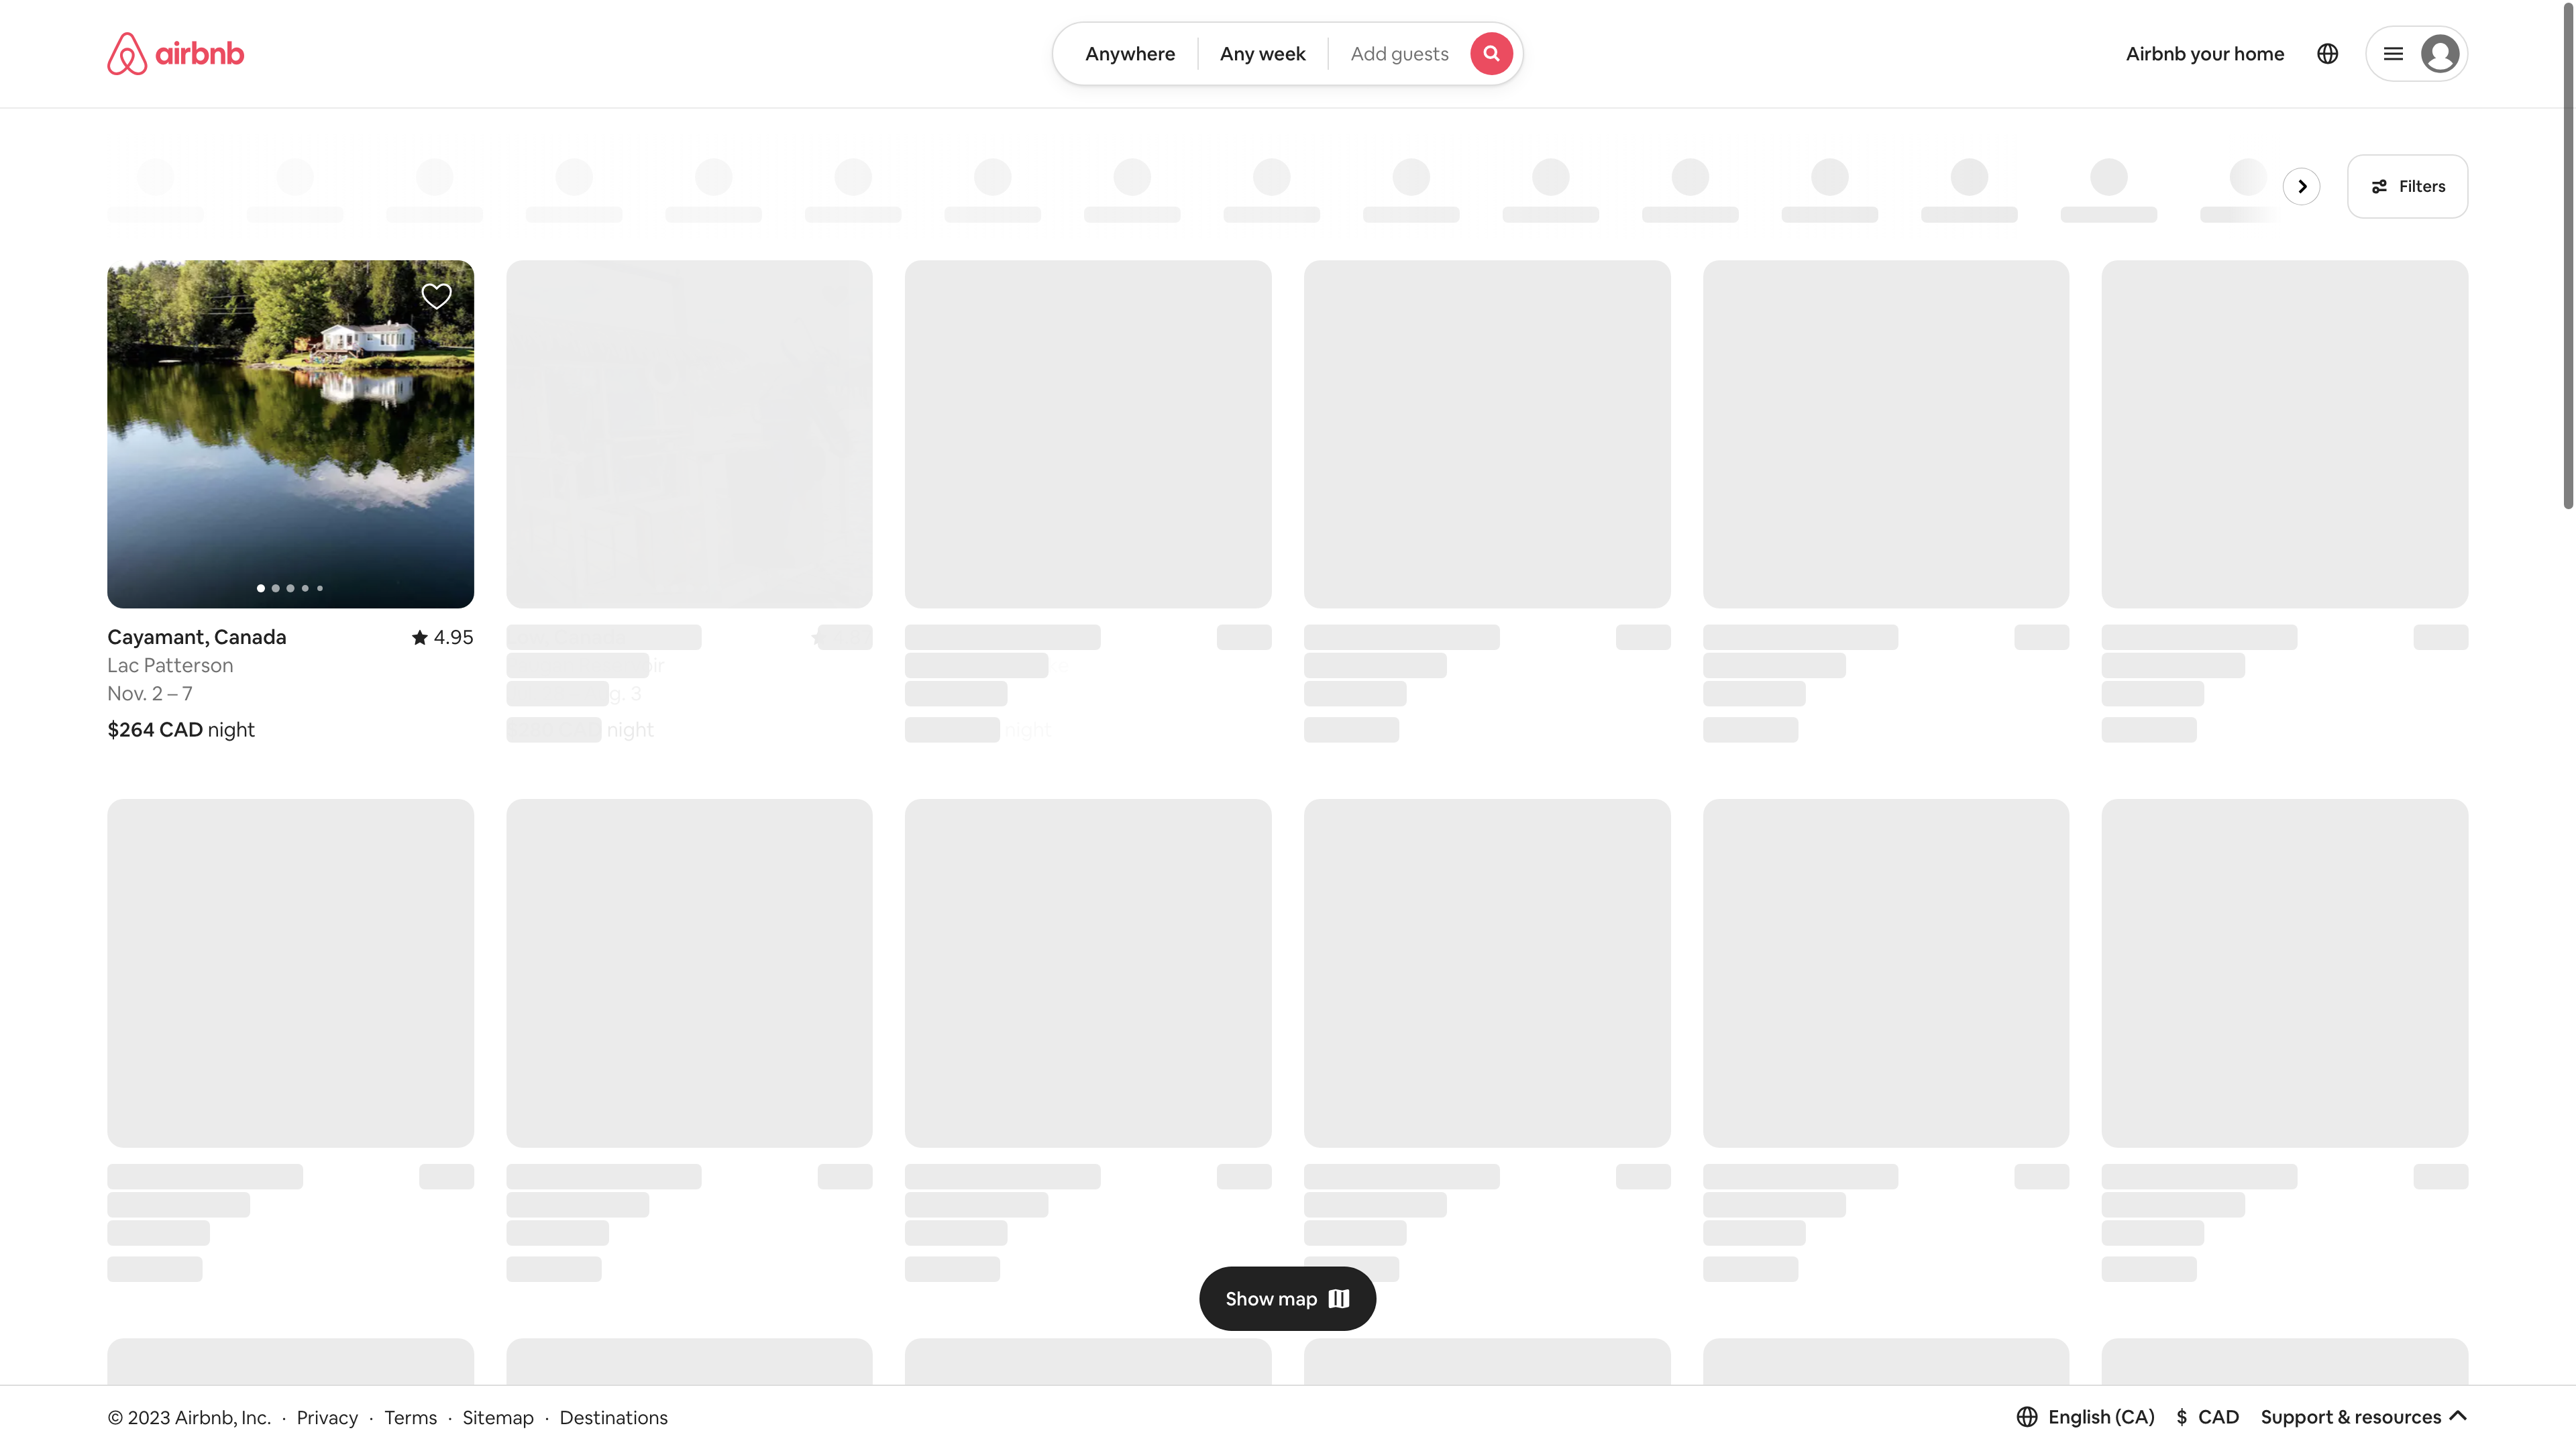 airbnb
Anywhere
Any week
Add guests
Airbnb your home
Filters
Cayamant, Canada
4.95
Lac Patterson
Nov. 2 – 7
$264 CAD night
g. 3
night
night
Show map
© 2023 Airbnb, Inc. · Privacy · Terms · Sitemap · Destinations
English (CA) $ CAD Support & resources